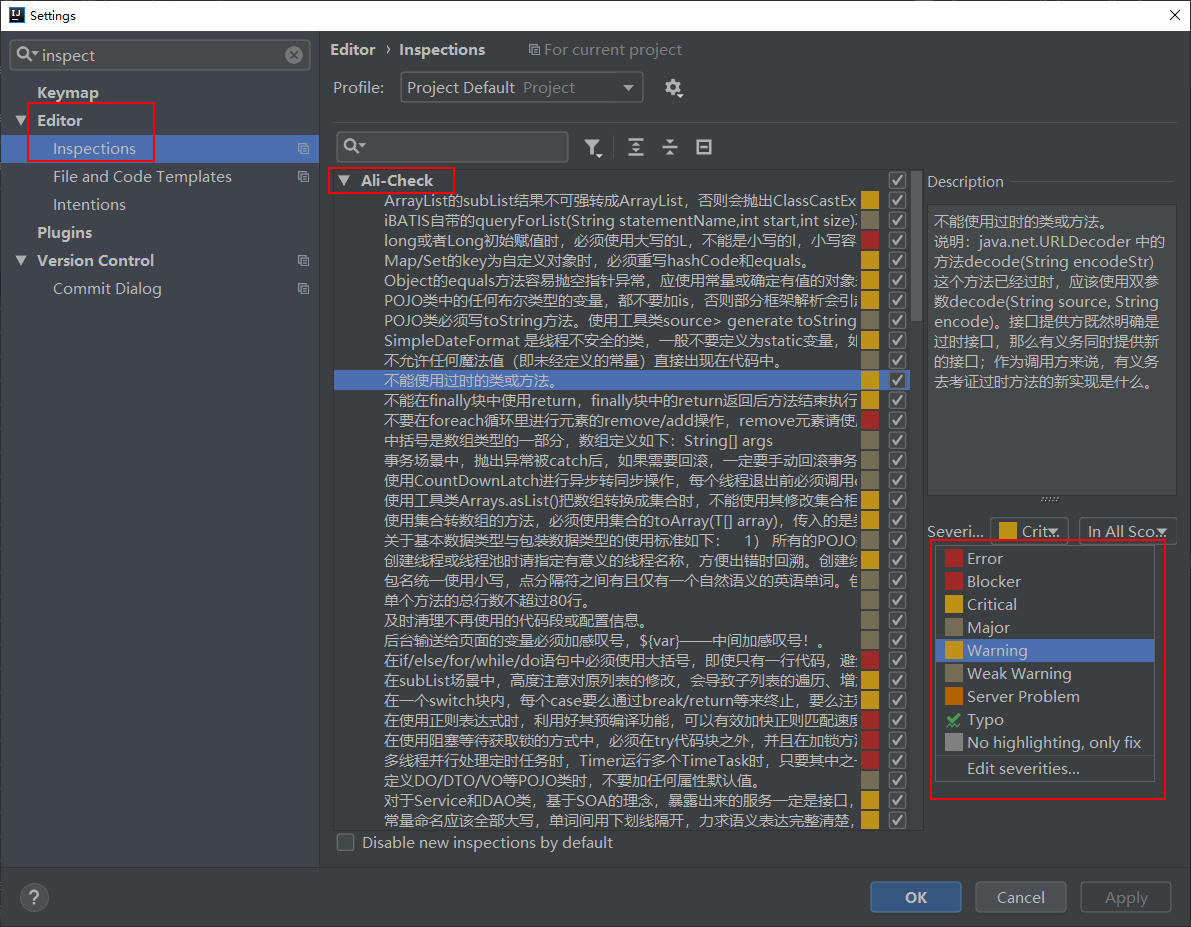 Settings
inspect
Keymap
Editor
Inspections
File and Code Templates
Intentions
Plugins
Version Control
Commit Dialog
Editor › Inspections
For current project
Profile:
Project Default Project
Ali-Check
ArrayList的subList结果不可强转成ArrayList，否则会抛出ClassCastEx
iBATIS自带的queryForList(String statementName,int start,int size)
long或者Long初始赋值时，必须使用大写的L，不能是小写的l，小写容
Map/Set的key为自定义对象时，必须重写hashCode和equals。
Object的equals方法容易抛空指针异常，应使用常量或确定有值的对象
POJO类中的任何布尔类型的变量，都不要加is，否则部分框架解析会引
POJO类必须写toString方法。使用工具类source> generate toString
SimpleDateFormat 是线程不安全的类，一般不要定义为static变量，如
不允许任何魔法值（即未经定义的常量）直接出现在代码中。
不能使用过时的类或方法。
不能在finally块中使用return，finally块中的return返回后方法结束执行
不要在foreach循环里进行元素的remove/add操作，remove元素请使
中括号是数组类型的一部分，数组定义如下：String[] args
事务场景中，抛出异常被catch后，如果需要回滚，一定要手动回滚事务
使用CountDownLatch进行异步转同步操作，每个线程退出前必须调用
使用工具类Arrays.asList()把数组转换成集合时，不能使用其修改集合相
使用集合转数组的方法，必须使用集合的toArray(T[] array)，传入的是
关于基本数据类型与包装数据类型的使用标准如下： 1） 所有的POJO
创建线程或线程池时请指定有意义的线程名称，方便出错时回溯。创建
包名统一使用小写，点分隔符之间有且仅有一个自然语义的英语单词。
单个方法的总行数不超过80行。
及时清理不再使用的代码段或配置信息。
后台输送给页面的变量必须加感叹号，${var}——中间加感叹号！。
在if/else/for/while/do语句中必须使用大括号，即使只有一行代码，避
在subList场景中，高度注意对原列表的修改，会导致子列表的遍历、增
在一个switch块内，每个case要么通过break/return等来终止，要么注
在使用正则表达式时，利用好其预编译功能，可以有效加快正则匹配速度
在使用阻塞等待获取锁的方式中，必须在try代码块之外，并且在加锁方
多线程并行处理定时任务时，Timer运行多个TimeTask时，只要其中之
定义DO/DTO/VO等POJO类时，不要加任何属性默认值。
对于Service和DAO类，基于SOA的理念，暴露出来的服务一定是接口，
常量命名应该全部大写，单词间用下划线隔开，力求语义表达完整清楚，
Disable new inspections by default
Description
不能使用过时的类或方法。
说明：java.net.URLDecoder 中的
方法decode(String encodeStr)
这个方法已经过时，应该使用双参
数decode(String source, String
encode)。接口提供方既然明确是
过时接口，那么有义务同时提供新
的接口；作为调用方来说，有义务
去考证过时方法的新实现是什么。
Severi... Crit In All Sco...
Error
Blocker
Critical
Major
Warning
Weak Warning
Server Problem
Typo
No highlighting, only fix
Edit severities...
?
OK
Cancel
Apply